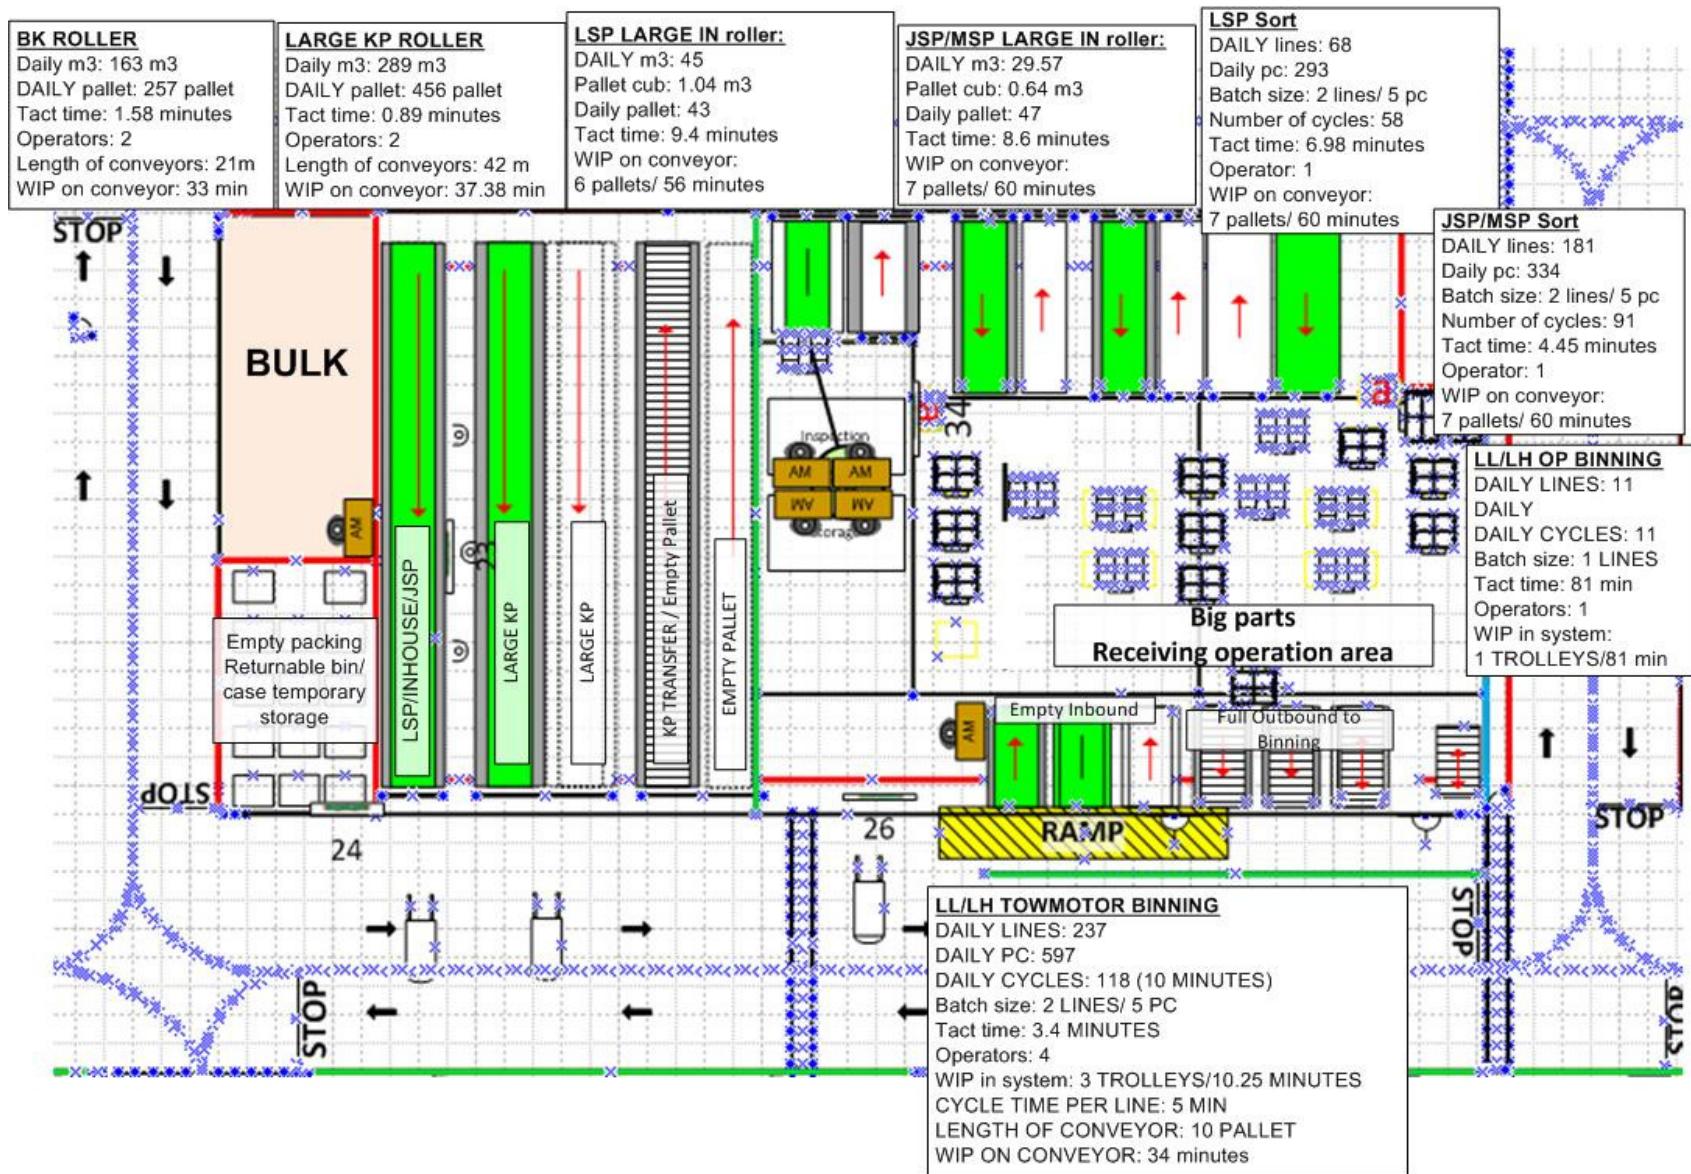 BK ROLLER
Daily m3: 163 m3
DAILY pallet: 257 pallet
Tact time: 1.58 minutes
Operators: 2
Length of conveyors: 21m
WIP on conveyor: 33 min
LARGE KP ROLLER
Daily m3: 289 m3
DAILY pallet: 456 pallet
Tact time: 0.89 minutes
Operators: 2
Length of conveyors: 42 m
WIP on conveyor: 37.38 min
LSP LARGE IN roller:
DAILY m3: 45
Pallet cub: 1.04 m3
Daily pallet: 43
Tact time: 9.4 minutes
WIP on conveyor:
6 pallets/ 56 minutes
JSP/MSP LARGE IN roller:
DAILY m3: 29.57
Pallet cub: 0.64 m3
Daily pallet: 47
Tact time: 8.6 minutes
WIP on conveyor:
7 pallets/ 60 minutes
LSP Sort
DAILY lines: 68
Daily pc: 293
Batch size: 2 lines/ 5 pc
Number of cycles: 58
Tact time: 6.98 minutes
Operator: 1
WIP on conveyor:
7 pallets/ 60 minutes
JSP/MSP Sort
DAILY lines: 181
Daily pc: 334
Batch size: 2 lines/ 5 pc
Number of cycles: 91
Tact time: 4.45 minutes
Operator: 1
WIP on conveyor:
7 pallets/ 60 minutes
LL/LH OP BINNING
DAILY LINES: 11
DAILY
DAILY CYCLES: 11
Batch size: 1 LINES
Tact time: 81 min
Operators: 1
WIP in system:
1 TROLLEYS/81 min
STOP
BULK
AM
Empty packing
Returnable bin/
case temporary
storage
LSP/INHOUSE/JSP
23
LARGE KP
LARGE KP
KP TRANSFER / Empty Pallet
EMPTY PALLET
Inspection
AM
AM
AM
AM
storage
a
34
a
Big parts
Receiving operation area
AM
Empty Inbound
Full Outbound to
Binning
STOP
24
26
RAMP
STOP
STOP
STOP
STOP
LL/LH TOWMOTOR BINNING
DAILY LINES: 237
DAILY PC: 597
DAILY CYCLES: 118 (10 MINUTES)
Batch size: 2 LINES/ 5 PC
Tact time: 3.4 MINUTES
Operators: 4
WIP in system: 3 TROLLEYS/10.25 MINUTES
CYCLE TIME PER LINE: 5 MIN
LENGTH OF CONVEYOR: 10 PALLET
WIP ON CONVEYOR: 34 minutes